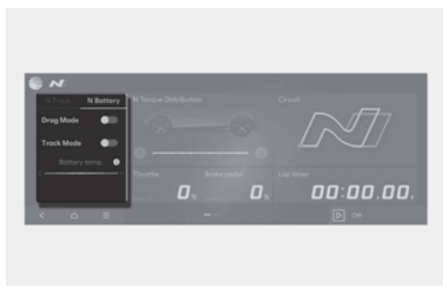 N
N Track N Battery
Drag Mode
Track Mode
Battery temp.
N Torque Distribution
Throttle
0%
Brake pedal
0%
Circuit
N
Lap timer
00:00.00s
Off